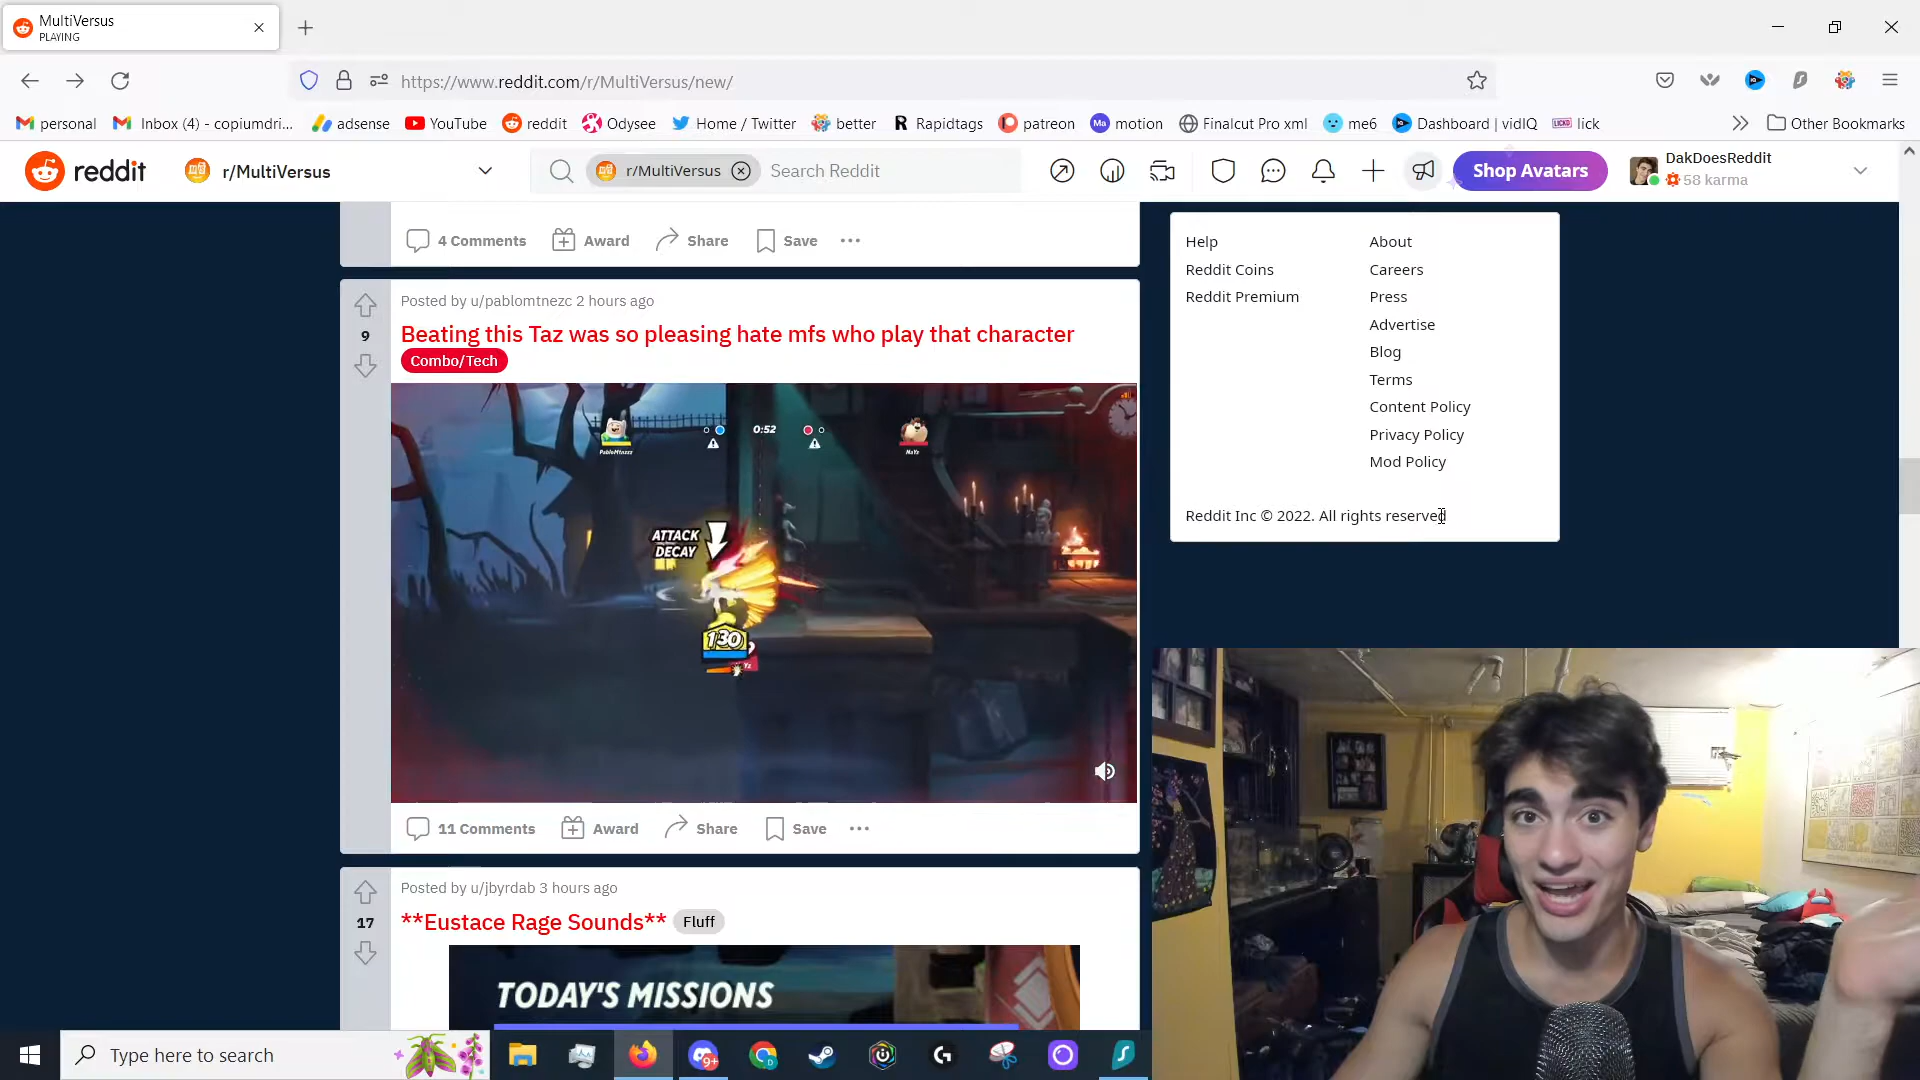 MultiVersus
PLAYING
https://www.reddit.com/r/MultiVersus/new/
personal
Inbox (4) - copiumdri...
adsense
YouTube
reddit
Odysee
Home / Twitter
better
Rapidtags
patreon
motion
Finalcut Pro xml
me6
Dashboard | vidIQ
lick
Other Bookmarks
reddit
r/MultiVersus
r/MultiVersus
Search Reddit
Shop Avatars
DakDoesReddit
58 karma
4 Comments
Award
Share
Save
Posted by u/pablomtnezc 2 hours ago
9
Beating this Taz was so pleasing hate mfs who play that character
Combo/Tech
0:52
ATTACK
DECAY
130
11 Comments
Award
Share
Save
Posted by u/jbyrdab 3 hours ago
17
**Eustace Rage Sounds**
Fluff
TODAY'S MISSIONS
Help
Reddit Coins
Reddit Premium
About
Careers
Press
Advertise
Blog
Terms
Content Policy
Privacy Policy
Mod Policy
Reddit Inc © 2022. All rights reserved
Type here to search
9+